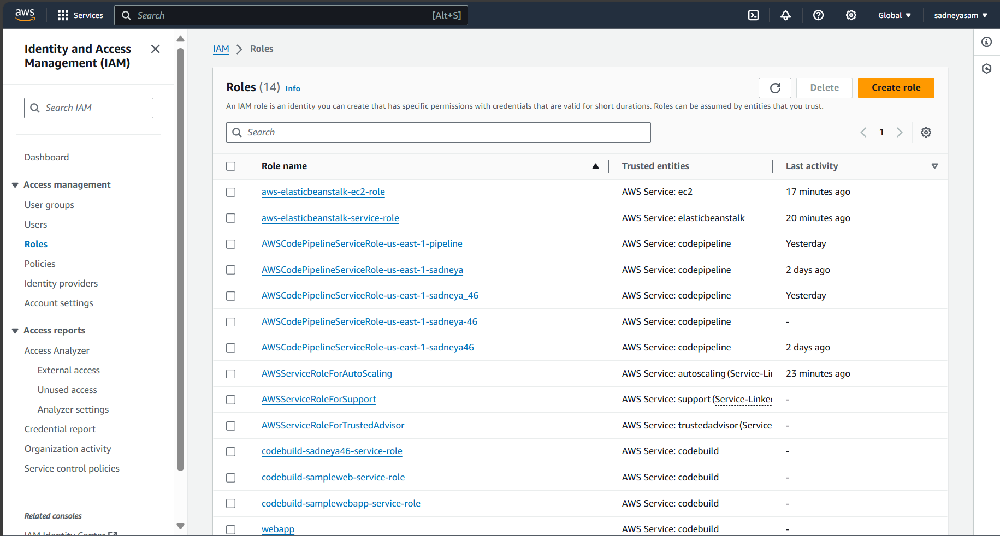 aws
Services
Search
[Alt+S]
Global
sadneyasam
Identity and Access
Management (IAM)
Search IAM
Dashboard
Access management
User groups
Users
Roles
Policies
Identity providers
Account settings
Access reports
Access Analyzer
External access
Unused access
Analyzer settings
Credential report
Organization activity
Service control policies
Related consoles
IAM Identity Center
IAM > Roles
Roles (14) Info
Delete
Create role
An IAM role is an identity you can create that has specific permissions with credentials that are valid for short durations. Roles can be assumed by entities that you trust.
Search
1
Role name Trusted entities Last activity
aws-elasticbeanstalk-ec2-role AWS Service: ec2 17 minutes ago
aws-elasticbeanstalk-service-role AWS Service: elasticbeanstalk 20 minutes ago
AWSCodePipelineServiceRole-us-east-1-pipeline AWS Service: codepipeline Yesterday
AWSCodePipelineServiceRole-us-east-1-sadneya AWS Service: codepipeline 2 days ago
AWSCodePipelineServiceRole-us-east-1-sadneya_46 AWS Service: codepipeline Yesterday
AWSCodePipelineServiceRole-us-east-1-sadneya-46 AWS Service: codepipeline -
AWSCodePipelineServiceRole-us-east-1-sadneya46 AWS Service: codepipeline 2 days ago
AWSServiceRoleForAutoScaling AWS Service: autoscaling (Service-Li 23 minutes ago
AWSServiceRoleForSupport AWS Service: support (Service-Linke -
AWSServiceRoleForTrustedAdvisor AWS Service: trustedadvisor (Service -
codebuild-sadneya46-service-role AWS Service: codebuild -
codebuild-sampleweb-service-role AWS Service: codebuild -
codebuild-samplewebapp-service-role AWS Service: codebuild -
webapp AWS Service: codebuild -